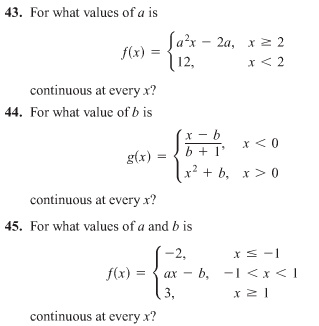 43. For what values of a is
f(x) = { a²x − 2a, x ≥ 2
12, x < 2
continuous at every x?
44. For what value of b is
g(x) = { (x − b)/(b + 1), x < 0
x² + b, x > 0
continuous at every x?
45. For what values of a and b is
f(x) = { −2, x ≤ −1
ax − b, −1 < x < 1
3, x ≥ 1
continuous at every x?